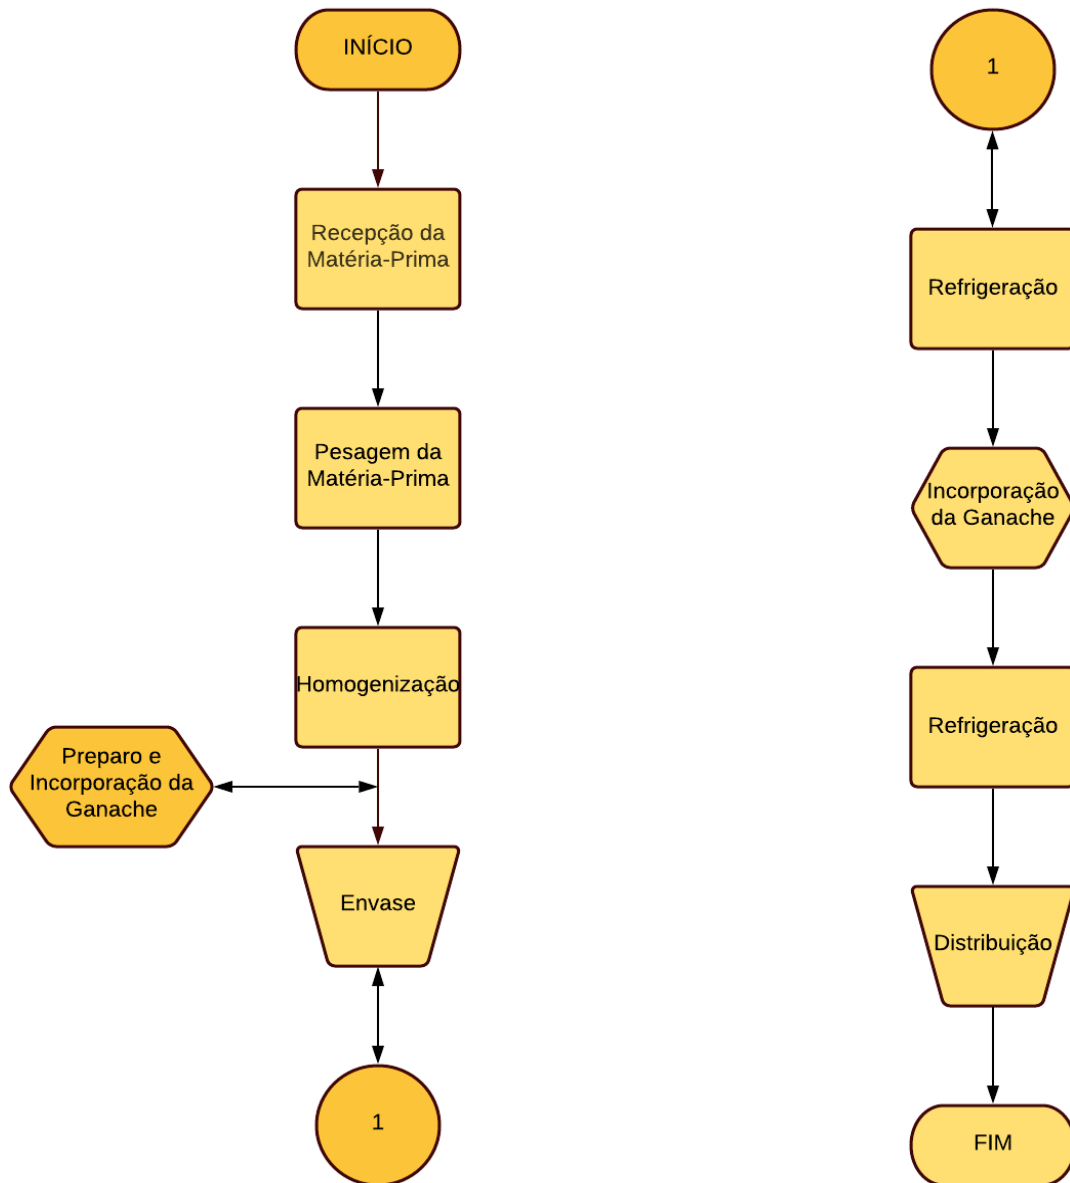 INÍCIO
Recepção da
Matéria-Prima
Pesagem da
Matéria-Prima
Homogenização
Preparo e
Incorporação da
Ganache
Envase
1
1
Refrigeração
Incorporação
da Ganache
Refrigeração
Distribuição
FIM